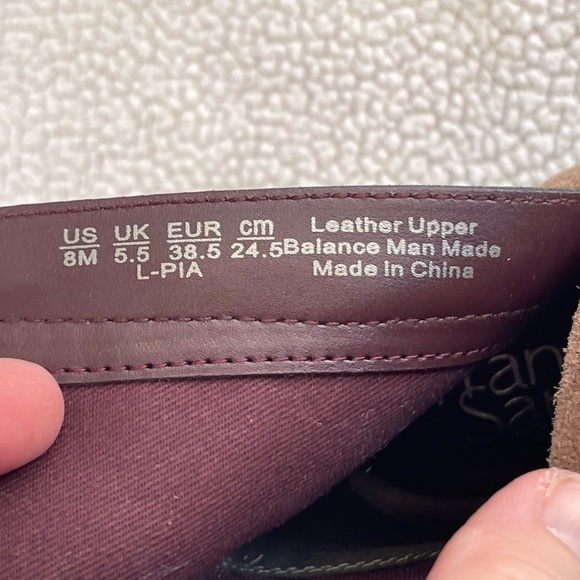 US UK EUR cm Leather Upper
8M 5.5 38.5 24.5 Balance Man Made
L-PIA Made In China